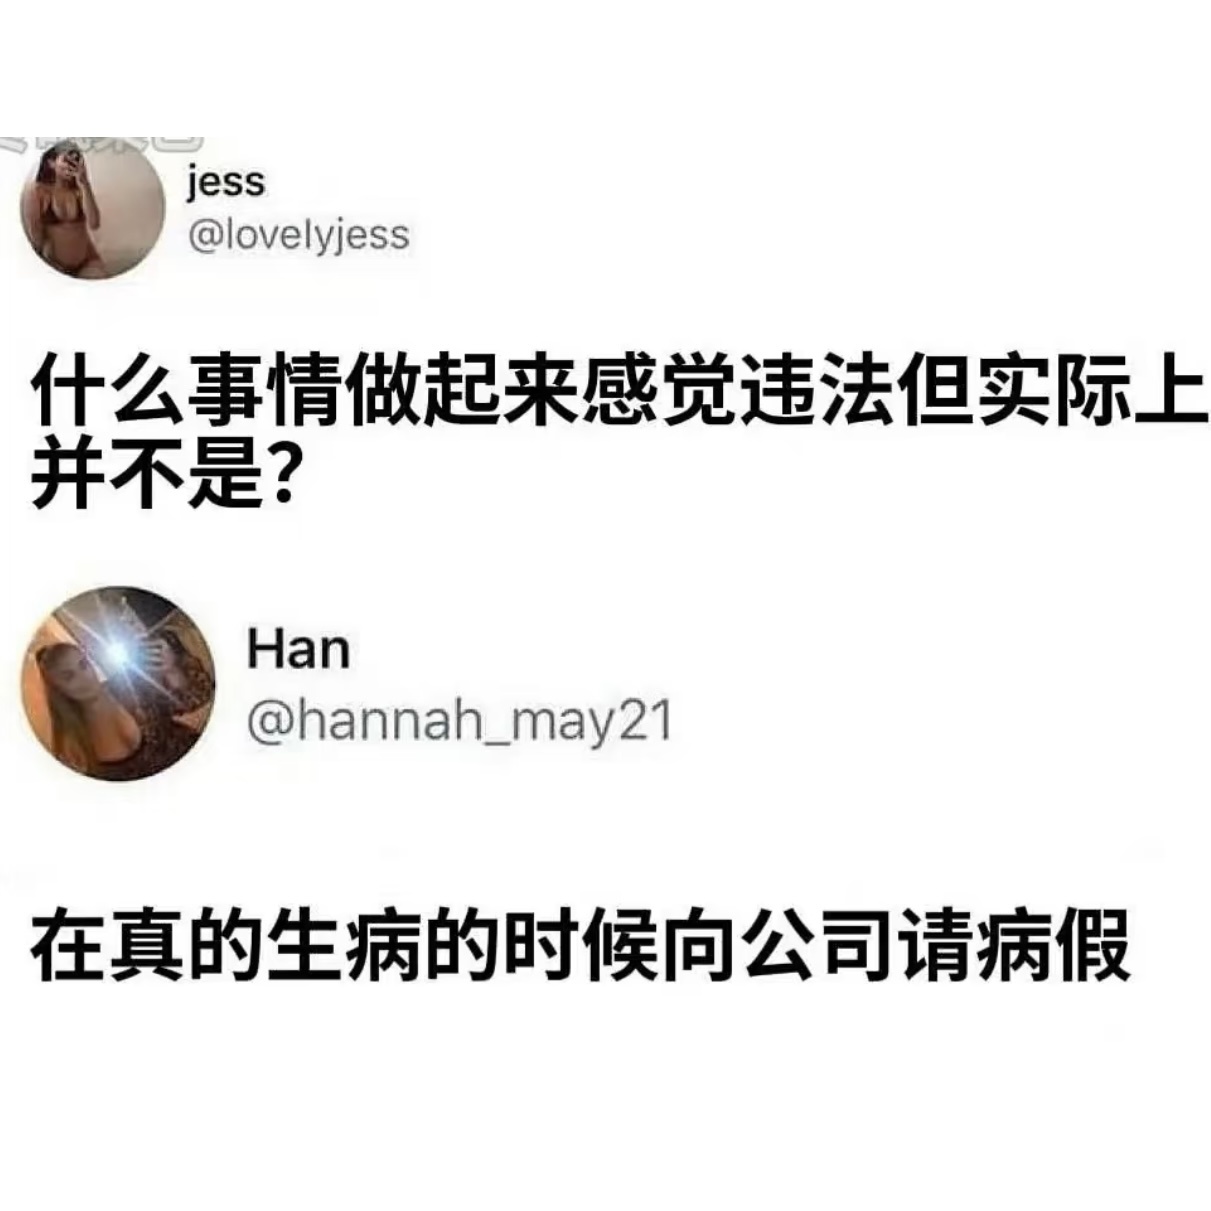 jess
@lovelyjess
什么事情做起来感觉违法但实际上
并不是？
Han
@hannah_may21
在真的生病的时候向公司请病假